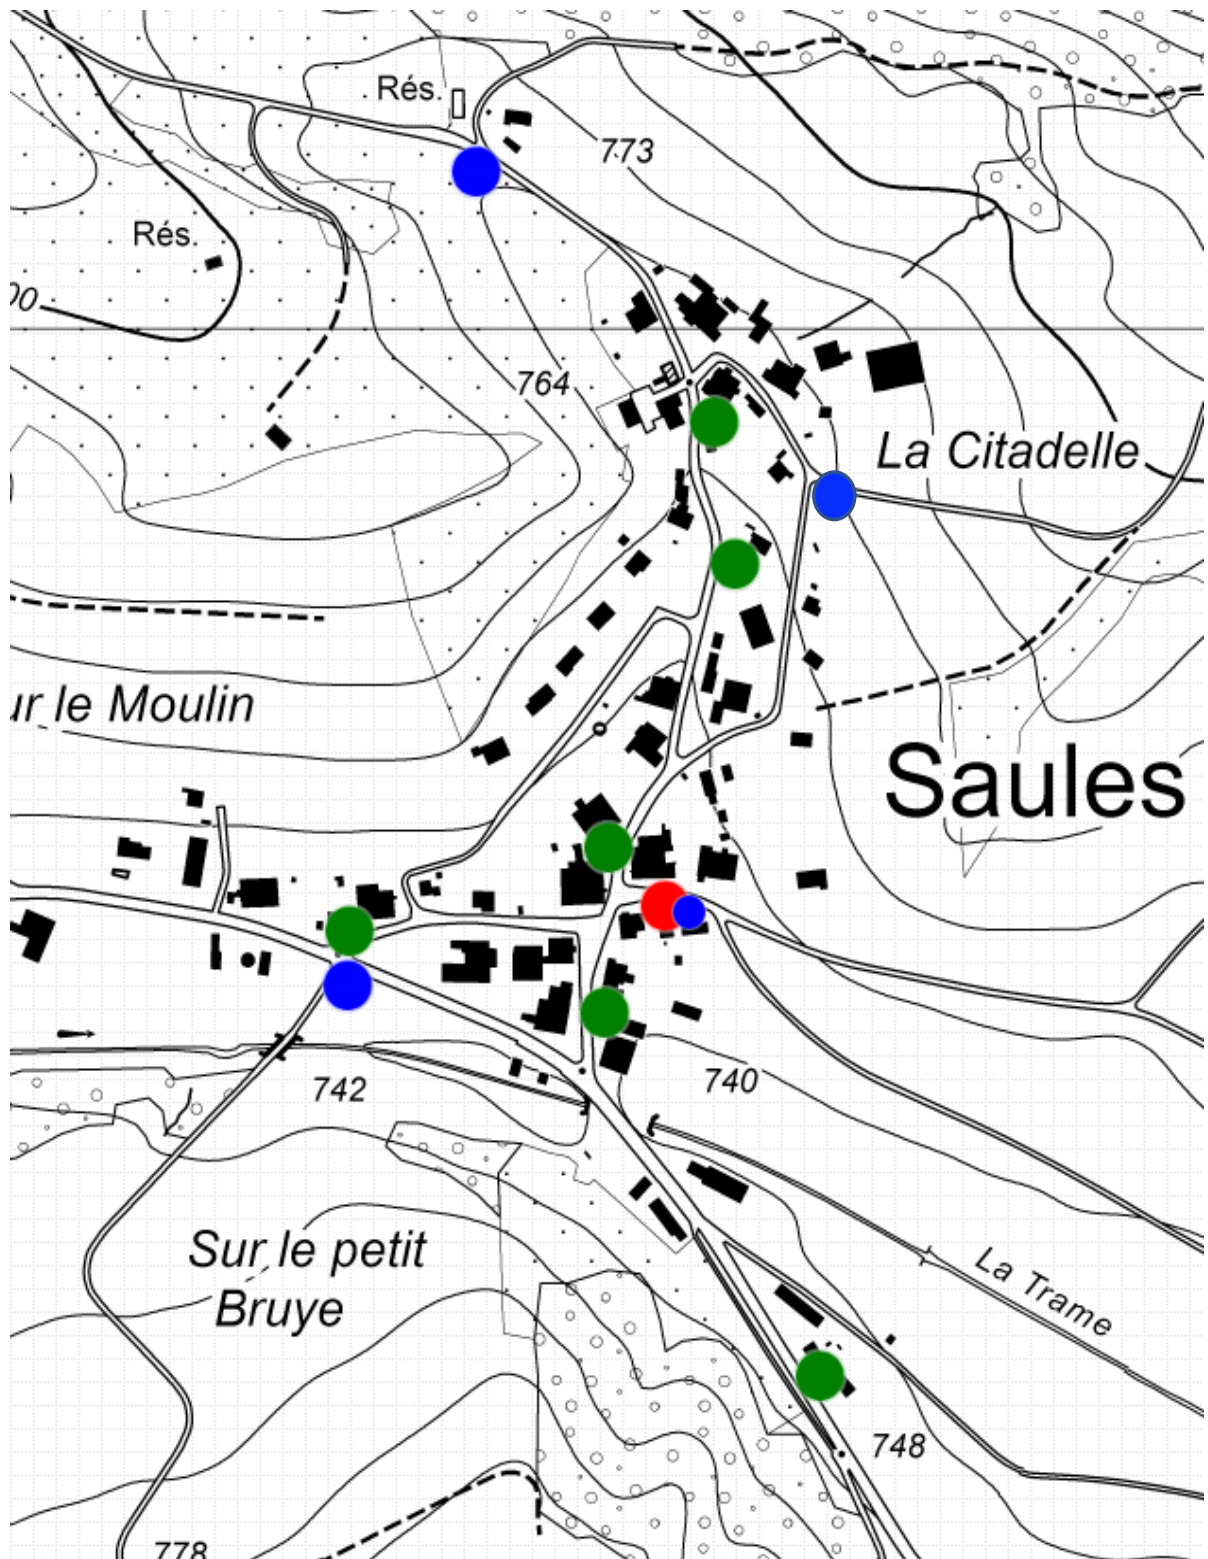 Rés.
773
Rés.
00
764
La Citadelle
ur le Moulin
Saules
742
740
Sur le petit
Bruye
La Trame
748
778